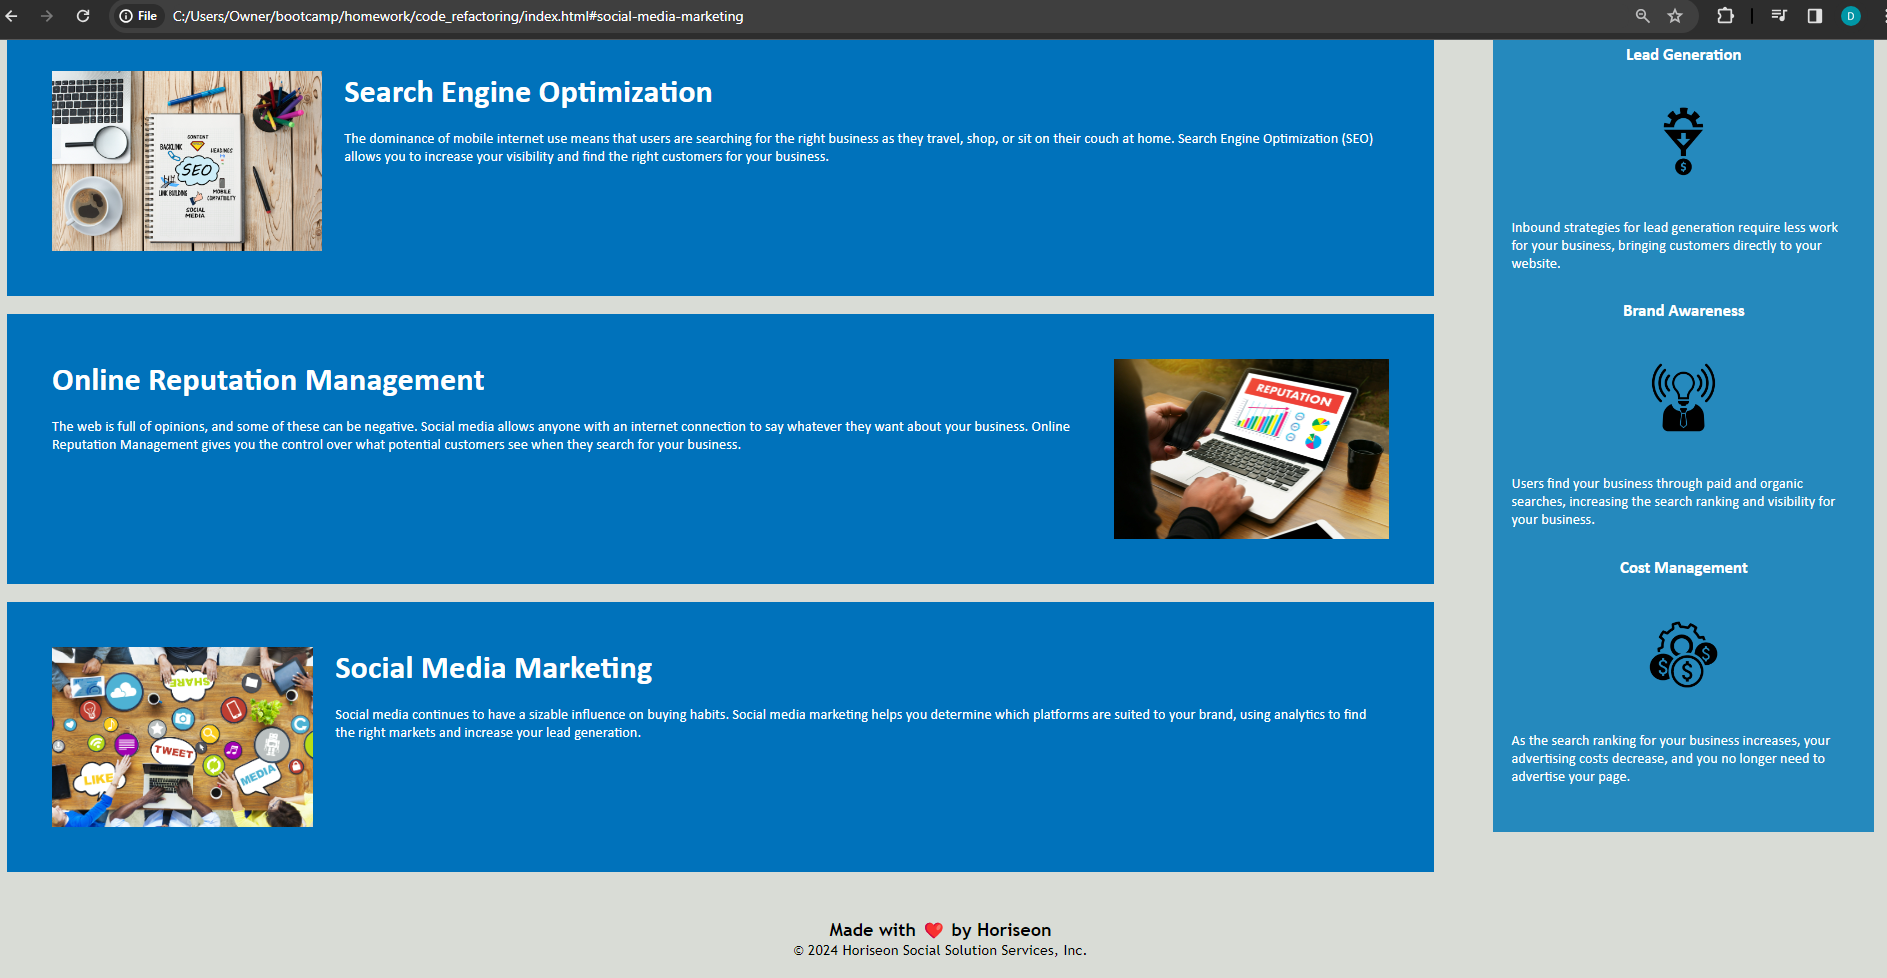 File C:/Users/Owner/bootcamp/homework/code_refactoring/index.html#social-media-marketing
D
CONTENT
BACKLINK
HEADINES
SEO
LINK BUILDING
MOBILE
COMPATIBILITY
SOCIAL
MEDIA
Search Engine Optimization
The dominance of mobile internet use means that users are searching for the right business as they travel, shop, or sit on their couch at home. Search Engine Optimization (SEO)
allows you to increase your visibility and find the right customers for your business.
Online Reputation Management
The web is full of opinions, and some of these can be negative. Social media allows anyone with an internet connection to say whatever they want about your business. Online
Reputation Management gives you the control over what potential customers see when they search for your business.
REPUTATION
SHARE
TWEET
LIKE
MEDIA
Social Media Marketing
Social media continues to have a sizable influence on buying habits. Social media marketing helps you determine which platforms are suited to your brand, using analytics to find
the right markets and increase your lead generation.
Lead Generation
$
Inbound strategies for lead generation require less work
for your business, bringing customers directly to your
website.
Brand Awareness
Users find your business through paid and organic
searches, increasing the search ranking and visibility for
your business.
Cost Management
$ $ $
As the search ranking for your business increases, your
advertising costs decrease, and you no longer need to
advertise your page.
Made with ❤️ by Horiseon
© 2024 Horiseon Social Solution Services, Inc.